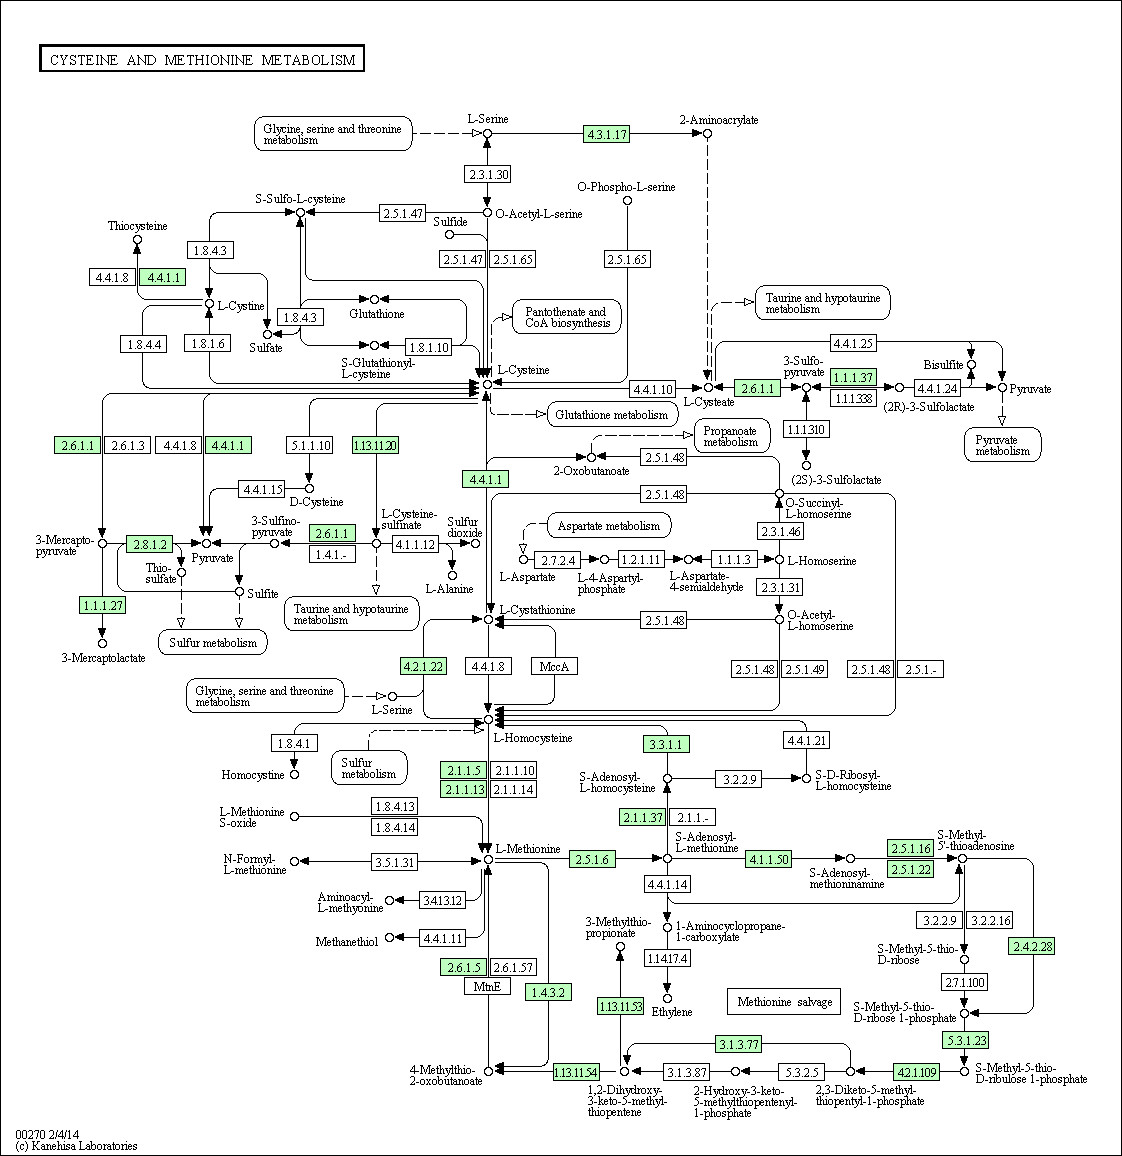 CYSTEINE AND METHIONINE METABOLISM
Glycine, serine and threonine
metabolism
L-Serine
4.3.1.17
2-Aminoacrylate
2.3.1.30
O-Phospho-L-serine
S-Sulfo-L-cysteine
2.5.1.47
O-Acetyl-L-serine
Sulfide
Thiocysteine
1.8.4.3
2.5.1.47
2.5.1.65
2.5.1.65
4.4.1.8
4.4.1.1
L-Cystine
1.8.4.3
Glutathione
Pantothenate and
CoA biosynthesis
Taurine and hypotaurine
metabolism
1.8.4.4
1.8.1.6
Sulfate
1.8.1.10
S-Glutathionyl-
L-cysteine
L-Cysteine
4.4.1.25
3-Sulfo-
pyruvate
Bisulfite
4.4.1.10
L-Cysteate
2.6.1.1
1.1.1.37
1.1.1.338
4.4.1.24
Pyruvate
(2R)-3-Sulfolactate
Glutathione metabolism
2.6.1.1
2.6.1.3
4.4.1.8
4.4.1.1
5.1.1.10
1.13.11.20
Propanoate
metabolism
1.1.1.310
Pyruvate
metabolism
2.5.1.48
2-Oxobutanoate
(2S)-3-Sulfolactate
4.4.1.1
4.4.1.15
D-Cysteine
2.5.1.48
O-Succinyl-
L-homoserine
3-Mercapto-
pyruvate
2.8.1.2
Pyruvate
3-Sulfino-
pyruvate
2.6.1.1
1.4.1.-
L-Cysteine-
sulfinate
4.1.1.12
Sulfur
dioxide
Aspartate metabolism
2.3.1.46
L-Aspartate
2.7.2.4
L-4-Aspartyl-
phosphate
1.2.1.11
L-Aspartate-
4-semialdehyde
1.1.1.3
L-Homoserine
Thio-
sulfate
Sulfite
L-Alanine
2.3.1.31
1.1.1.27
Taurine and hypotaurine
metabolism
L-Cystathionine
2.5.1.48
O-Acetyl-
L-homoserine
Sulfur metabolism
3-Mercaptolactate
4.2.1.22
4.4.1.8
MccA
2.5.1.48
2.5.1.49
2.5.1.48
2.5.1.-
Glycine, serine and threonine
metabolism
L-Serine
L-Homocysteine
1.8.4.1
Homocystine
Sulfur
metabolism
3.3.1.1
4.4.1.21
2.1.1.5
2.1.1.10
2.1.1.13
2.1.1.14
S-Adenosyl-
L-homocysteine
3.2.2.9
S-D-Ribosyl-
L-homocysteine
L-Methionine
S-oxide
1.8.4.13
1.8.4.14
2.1.1.37
2.1.1.-
N-Formyl-
L-methionine
3.5.1.31
L-Methionine
2.5.1.6
S-Adenosyl-
L-methionine
4.1.1.50
S-Adenosyl-
methioninamine
2.5.1.16
2.5.1.22
S-Methyl-
5'-thioadenosine
4.4.1.14
Aminoacyl-
L-methyonine
3.4.13.12
Methanethiol
4.4.1.11
3-Methylthio-
propionate
1-Aminocyclopropane-
1-carboxylate
3.2.2.9
3.2.2.16
2.4.2.28
S-Methyl-5-thio-
D-ribose
1.14.17.4
2.6.1.5
2.6.1.57
MtnE
1.4.3.2
2.7.1.100
1.13.11.53
Ethylene
Methionine salvage
S-Methyl-5-thio-
D-ribose 1-phosphate
5.3.1.23
3.1.3.77
4-Methylthio-
2-oxobutanoate
1.13.11.54
3.1.3.87
5.3.2.5
4.2.1.109
S-Methyl-5-thio-
D-ribulose 1-phosphate
1,2-Dihydroxy-
3-keto-5-methyl-
thiopentene
2-Hydroxy-3-keto-
5-methylthiopentenyl-
1-phosphate
2,3-Diketo-5-methyl-
thiopentyl-1-phosphate
00270 2/4/14
(c) Kanehisa Laboratories